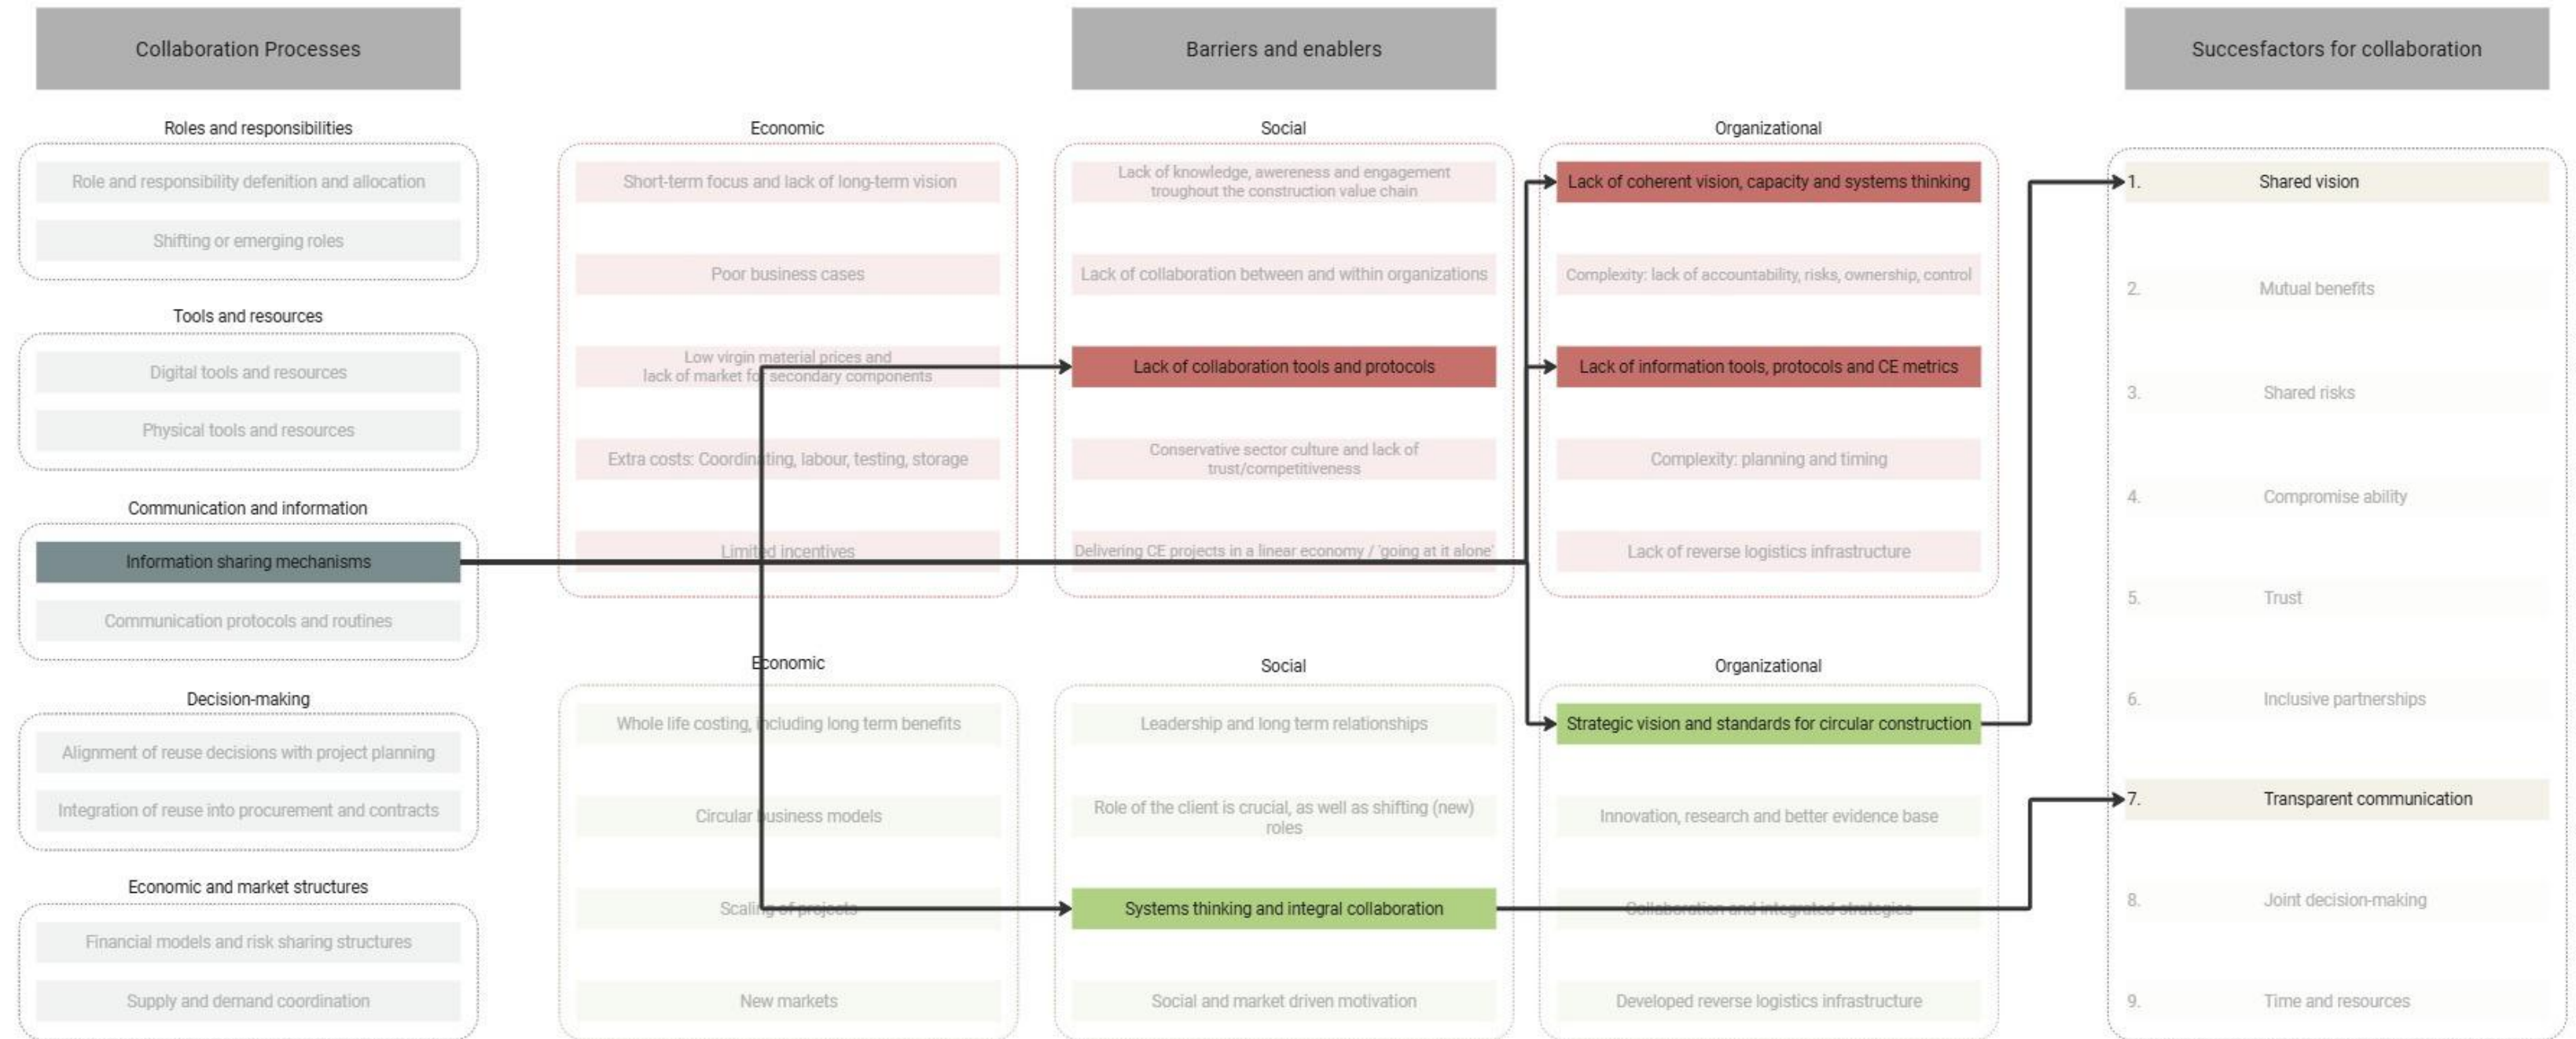 Collaboration Processes
Barriers and enablers
Succesfactors for collaboration
Roles and responsibilities
Role and responsibility defenition and allocation
Shifting or emerging roles
Tools and resources
Digital tools and resources
Physical tools and resources
Communication and information
Information sharing mechanisms
Communication protocols and routines
Decision-making
Alignment of reuse decisions with project planning
Integration of reuse into procurement and contracts
Economic and market structures
Financial models and risk sharing structures
Supply and demand coordination
Economic
Short-term focus and lack of long-term vision
Poor business cases
Low virgin material prices and
lack of market for secondary components
Extra costs: Coordinating, labour, testing, storage
Limited incentives
Social
Lack of knowledge, awereness and engagement
troughout the construction value chain
Lack of collaboration between and within organizations
Lack of collaboration tools and protocols
Conservative sector culture and lack of
trust/competitiveness
Delivering CE projects in a linear economy / 'going at it alone'
Organizational
Lack of coherent vision, capacity and systems thinking
Complexity: lack of accountability, risks, ownership, control
Lack of information tools, protocols and CE metrics
Complexity: planning and timing
Lack of reverse logistics infrastructure
Economic
Whole life costing, including long term benefits
Circular business models
Scaling of projects
New markets
Social
Leadership and long term relationships
Role of the client is crucial, as well as shifting (new)
roles
Systems thinking and integral collaboration
Social and market driven motivation
Organizational
Strategic vision and standards for circular construction
Innovation, research and better evidence base
Collaboration and integrated strategies
Developed reverse logistics infrastructure
1. Shared vision
2. Mutual benefits
3. Shared risks
4. Compromise ability
5. Trust
6. Inclusive partnerships
7. Transparent communication
8. Joint decision-making
9. Time and resources